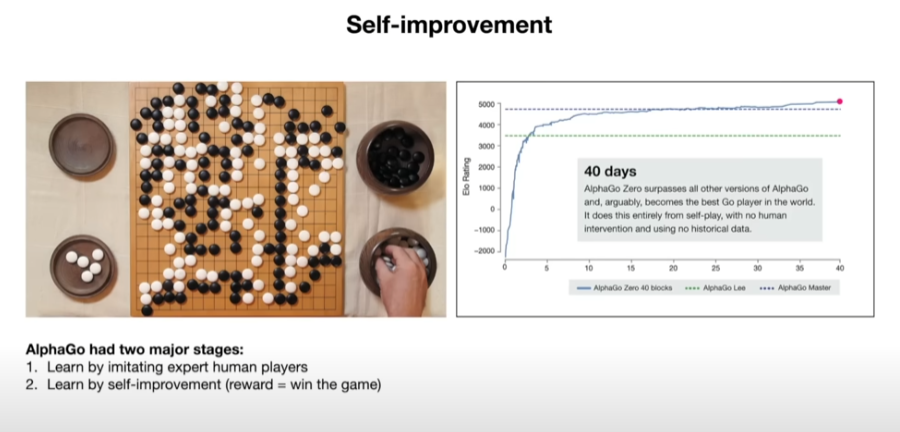 Self-improvement
5000
4000
3000
2000
1000
0
-1000
-2000
Elo Rating
40 days
AlphaGo Zero surpasses all other versions of AlphaGo
and, arguably, becomes the best Go player in the world.
It does this entirely from self-play, with no human
intervention and using no historical data.
0 5 10 15 20 25 30 35 40
AlphaGo Zero 40 blocks AlphaGo Lee AlphaGo Master
AlphaGo had two major stages:
1. Learn by imitating expert human players
2. Learn by self-improvement (reward = win the game)